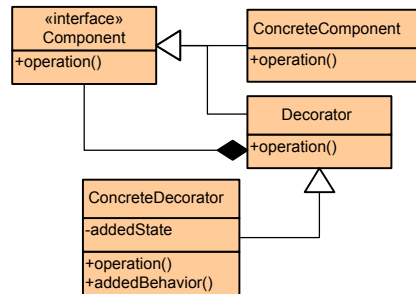 «interface»
Component
+operation()
ConcreteComponent
+operation()
Decorator
+operation()
ConcreteDecorator
-addedState
+operation()
+addedBehavior()